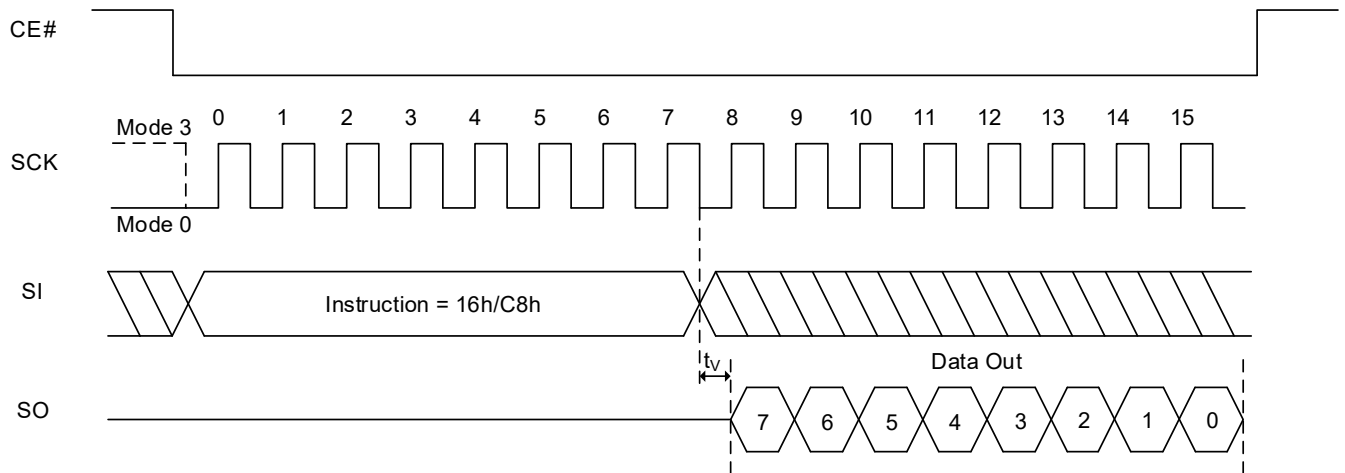 CE#
Mode 3 0 1 2 3 4 5 6 7 8 9 10 11 12 13 14 15
SCK
Mode 0
SI Instruction = 16h/C8h
tV Data Out
SO 7 6 5 4 3 2 1 0